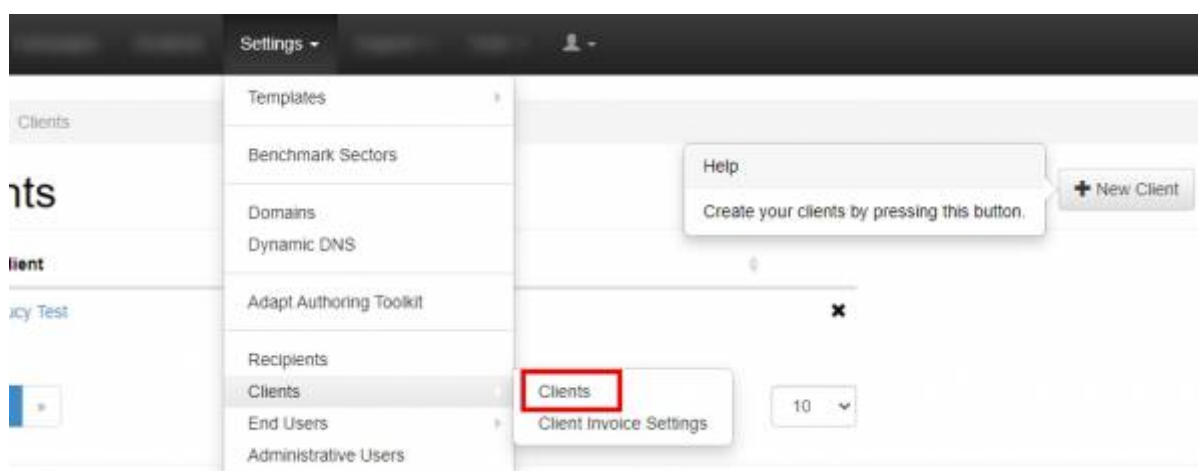 Settings
Templates
Clients
Benchmark Sectors
Help
nts
New Client
Domains
Create your clients by pressing this button.
Dynamic DNS
lient
Adapt Authoring Toolkit
ucy Test
Recipients
Clients
Clients
10
End Users
Client Invoice Settings
Administrative Users